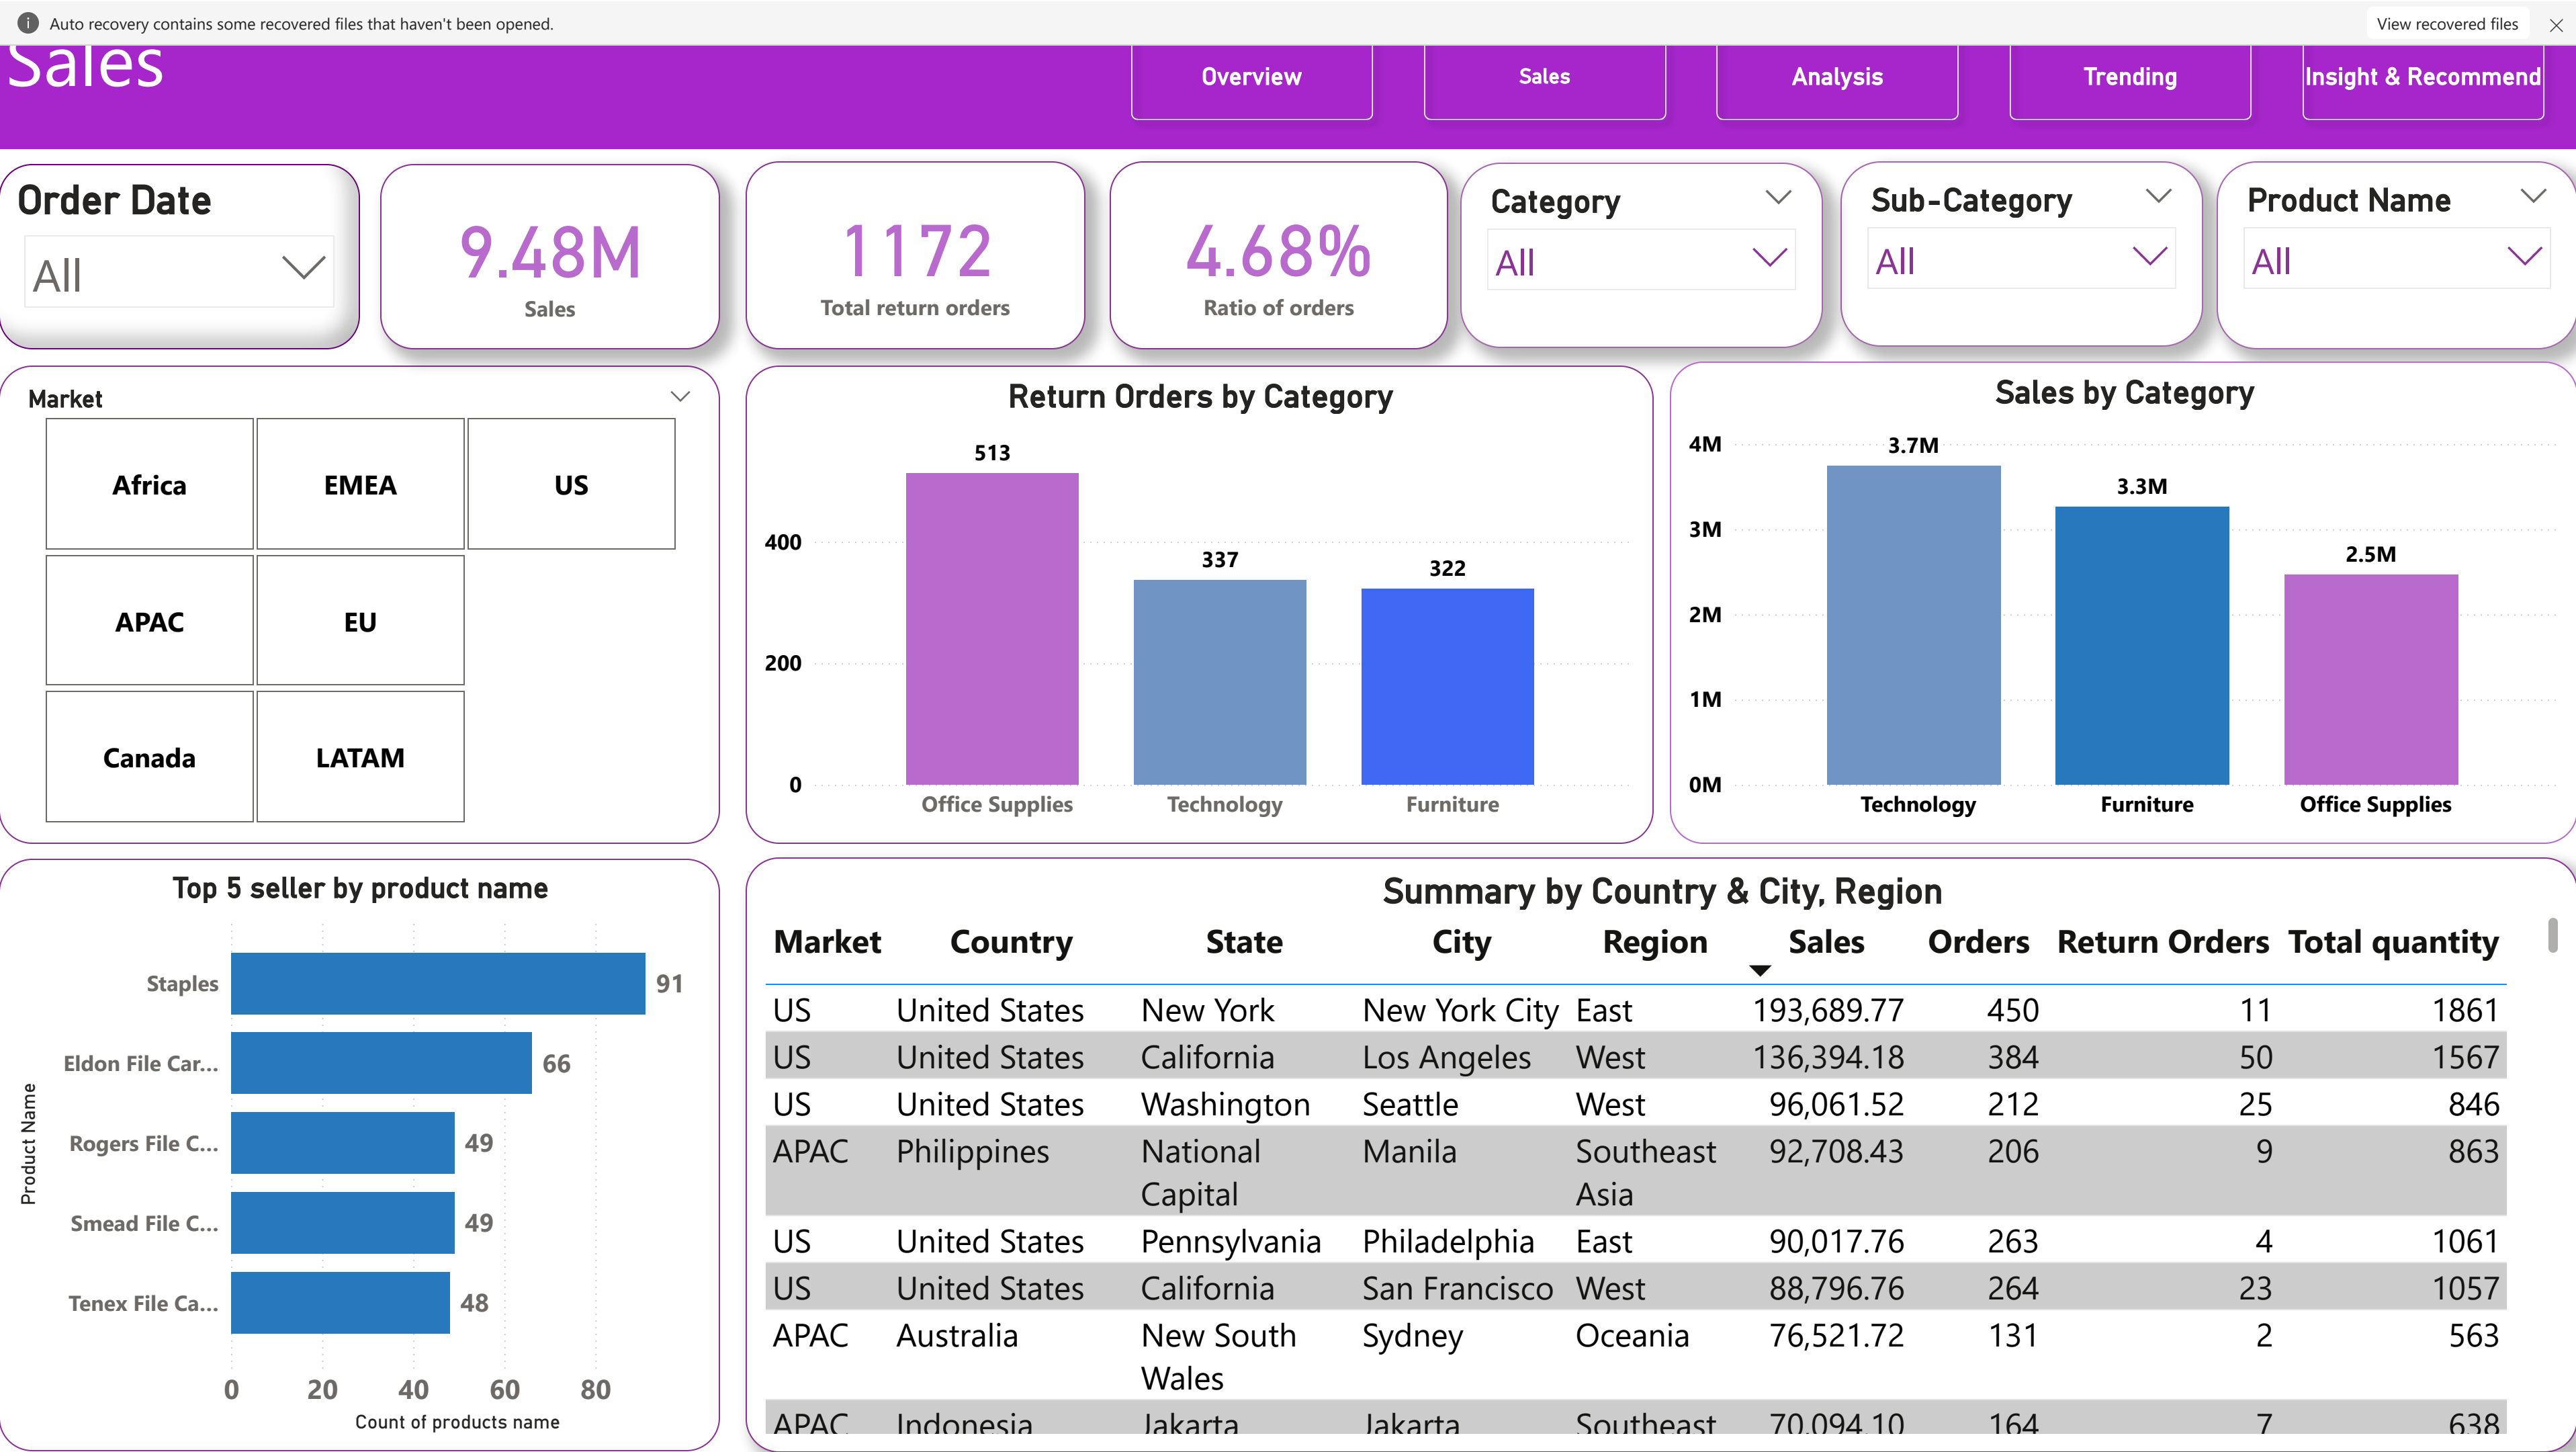 Auto recovery contains some recovered files that haven't been opened.
View recovered files
Sales
Overview
Sales
Analysis
Trending
Insight & Recommend
Order Date
All
9.48M
Sales
1172
Total return orders
4.68%
Ratio of orders
Category
All
Sub-Category
All
Product Name
All
Market
Africa
EMEA
US
APAC
EU
Canada
LATAM
Return Orders by Category
513
337
322
400
200
0
Office Supplies
Technology
Furniture
Sales by Category
4M
3M
2M
1M
0M
3.7M
3.3M
2.5M
Technology
Furniture
Office Supplies
Top 5 seller by product name
Product Name
Staples 91
Eldon File Car... 66
Rogers File C... 49
Smead File C... 49
Tenex File Ca... 48
0 20 40 60 80
Count of products name
Summary by Country & City, Region
Market Country State City Region Sales Orders Return Orders Total quantity
US United States New York New York City East 193,689.77 450 11 1861
US United States California Los Angeles West 136,394.18 384 50 1567
US United States Washington Seattle West 96,061.52 212 25 846
APAC Philippines National Manila Southeast 92,708.43 206 9 863
Capital Asia
US United States Pennsylvania Philadelphia East 90,017.76 263 4 1061
US United States California San Francisco West 88,796.76 264 23 1057
APAC Australia New South Sydney Oceania 76,521.72 131 2 563
Wales
APAC Indonesia Jakarta Jakarta Southeast 70,094.10 164 7 638